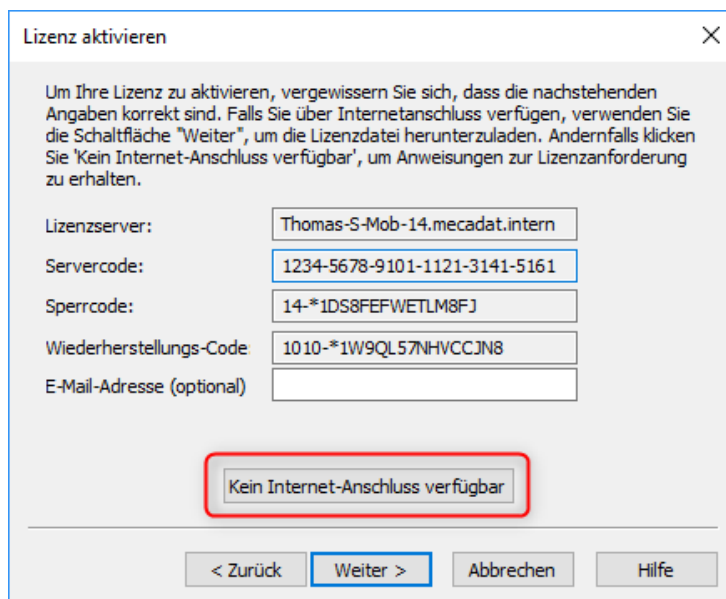 Lizenz aktivieren
Um Ihre Lizenz zu aktivieren, vergewissern Sie sich, dass die nachstehenden
Angaben korrekt sind. Falls Sie über Internetanschluss verfügen, verwenden Sie
die Schaltfläche "Weiter", um die Lizenzdatei herunterzuladen. Andernfalls klicken
Sie 'Kein Internet-Anschluss verfügbar', um Anweisungen zur Lizenzanforderung
zu erhalten.
Lizenzserver: Thomas-S-Mob-14.mecadat.intern
Servercode: 1234-5678-9101-1121-3141-5161
Sperrcode: 14-*1DS8FEFWETLM8FJ
Wiederherstellungs-Code 1010-*1W9QL57NHVCCJN8
E-Mail-Adresse (optional)
Kein Internet-Anschluss verfügbar
< Zurück Weiter > Abbrechen Hilfe